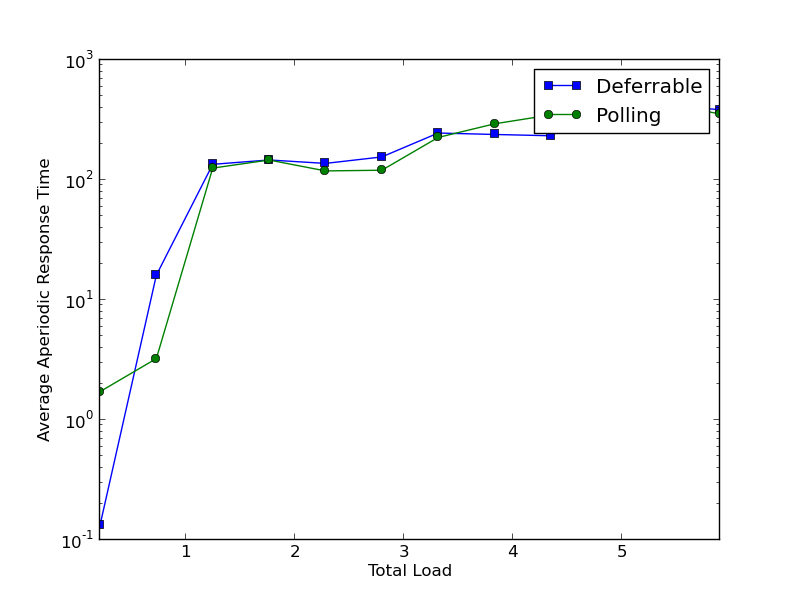 10³
10²
10¹
10⁰
10⁻¹
Average Aperiodic Response Time
Deferrable
Polling
1 2 3 4 5
Total Load